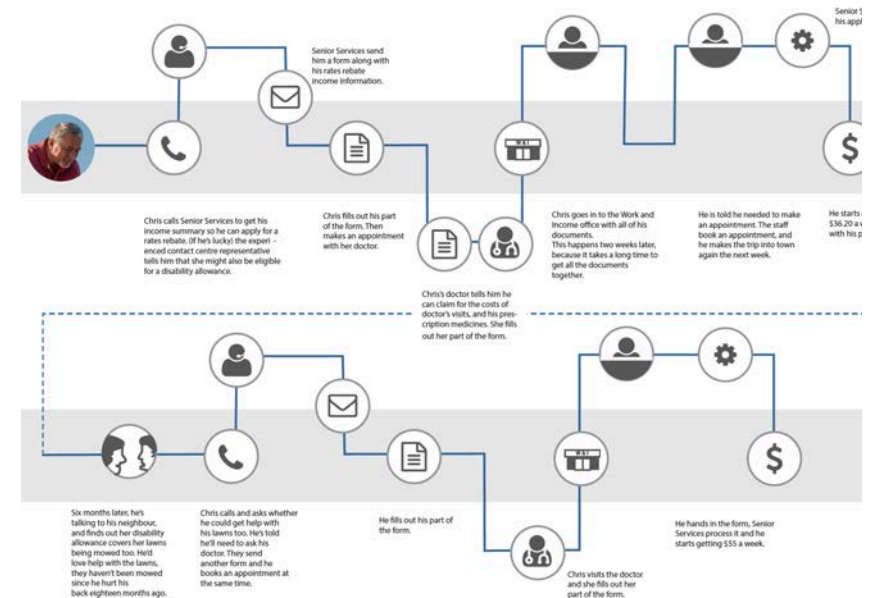 Senior S
his appl
Senior Services send
him a form along with
his rates rebate
income information.
W&I
Chris calls Senior Services to get his
income summary so he can apply for a
rates rebate. (If he's lucky) the experi -
enced contact centre representative
tells him that she might also be eligible
for a disability allowance.
Chris fills out his part
of the form. Then
makes an appointment
with her doctor.
Chris goes in to the Work and
Income office with all of his
documents.
This happens two weeks later,
because it takes a long time to
get all the documents
together.
He is told he needed to make
an appointment. The staff
book an appointment, and
he makes the trip into town
again the next week.
He starts
$36.20 a w
with his p
Chris's doctor tells him he
can claim for the costs of
doctor's visits, and his pres-
cription medicines. She fills
out her part of the form.
W&I
Six months later, he's
talking to his neighbour,
and finds out her disability
allowance covers her lawns
being mowed too. He'd
love help with the lawns,
they haven't been mowed
since he hurt his
back eighteen months ago.
Chris calls and asks whether
he could get help with
his lawns too. He's told
he'll need to ask his
doctor. They send
another form and he
books an appointment at
the same time.
He fills out his part of
the form.
Chris visits the doctor
and she fills out her
part of the form.
He hands in the form, Senior
Services process it and he
starts getting $55 a week.